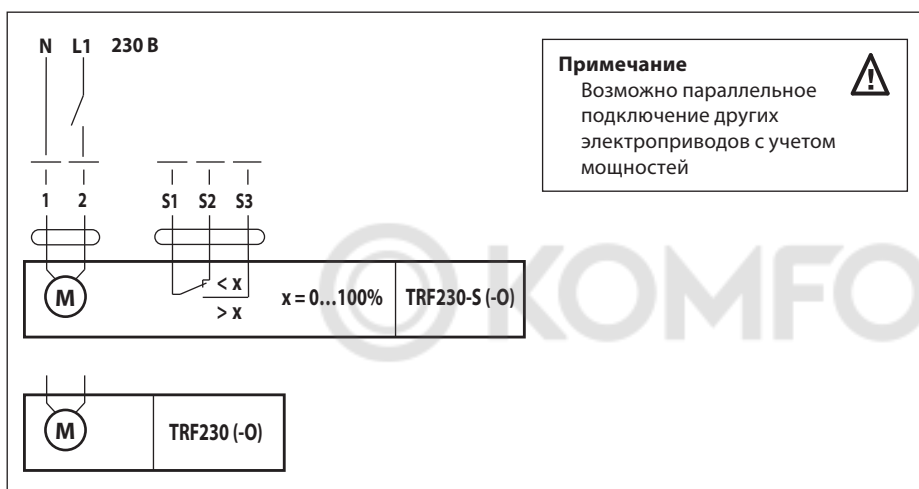 N L1 230 В
Примечание
Возможно параллельное
подключение других
электроприводов с учетом
мощностей
1 2 S1 S2 S3
M < x
> x
x = 0...100%
TRF230-S (-O)
KOMFO
M
TRF230 (-O)